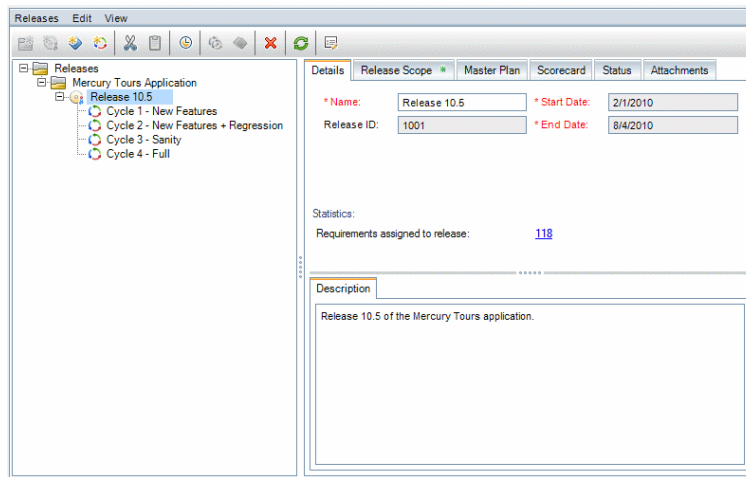 Releases Edit View
Releases
Mercury Tours Application
Release 10.5
Cycle 1 - New Features
Cycle 2 - New Features + Regression
Cycle 3 - Sanity
Cycle 4 - Full
Details Release Scope * Master Plan Scorecard Status Attachments
* Name: Release 10.5 * Start Date: 2/1/2010
Release ID: 1001 * End Date: 8/4/2010
Statistics:
Requirements assigned to release: 118
Description
Release 10.5 of the Mercury Tours application.